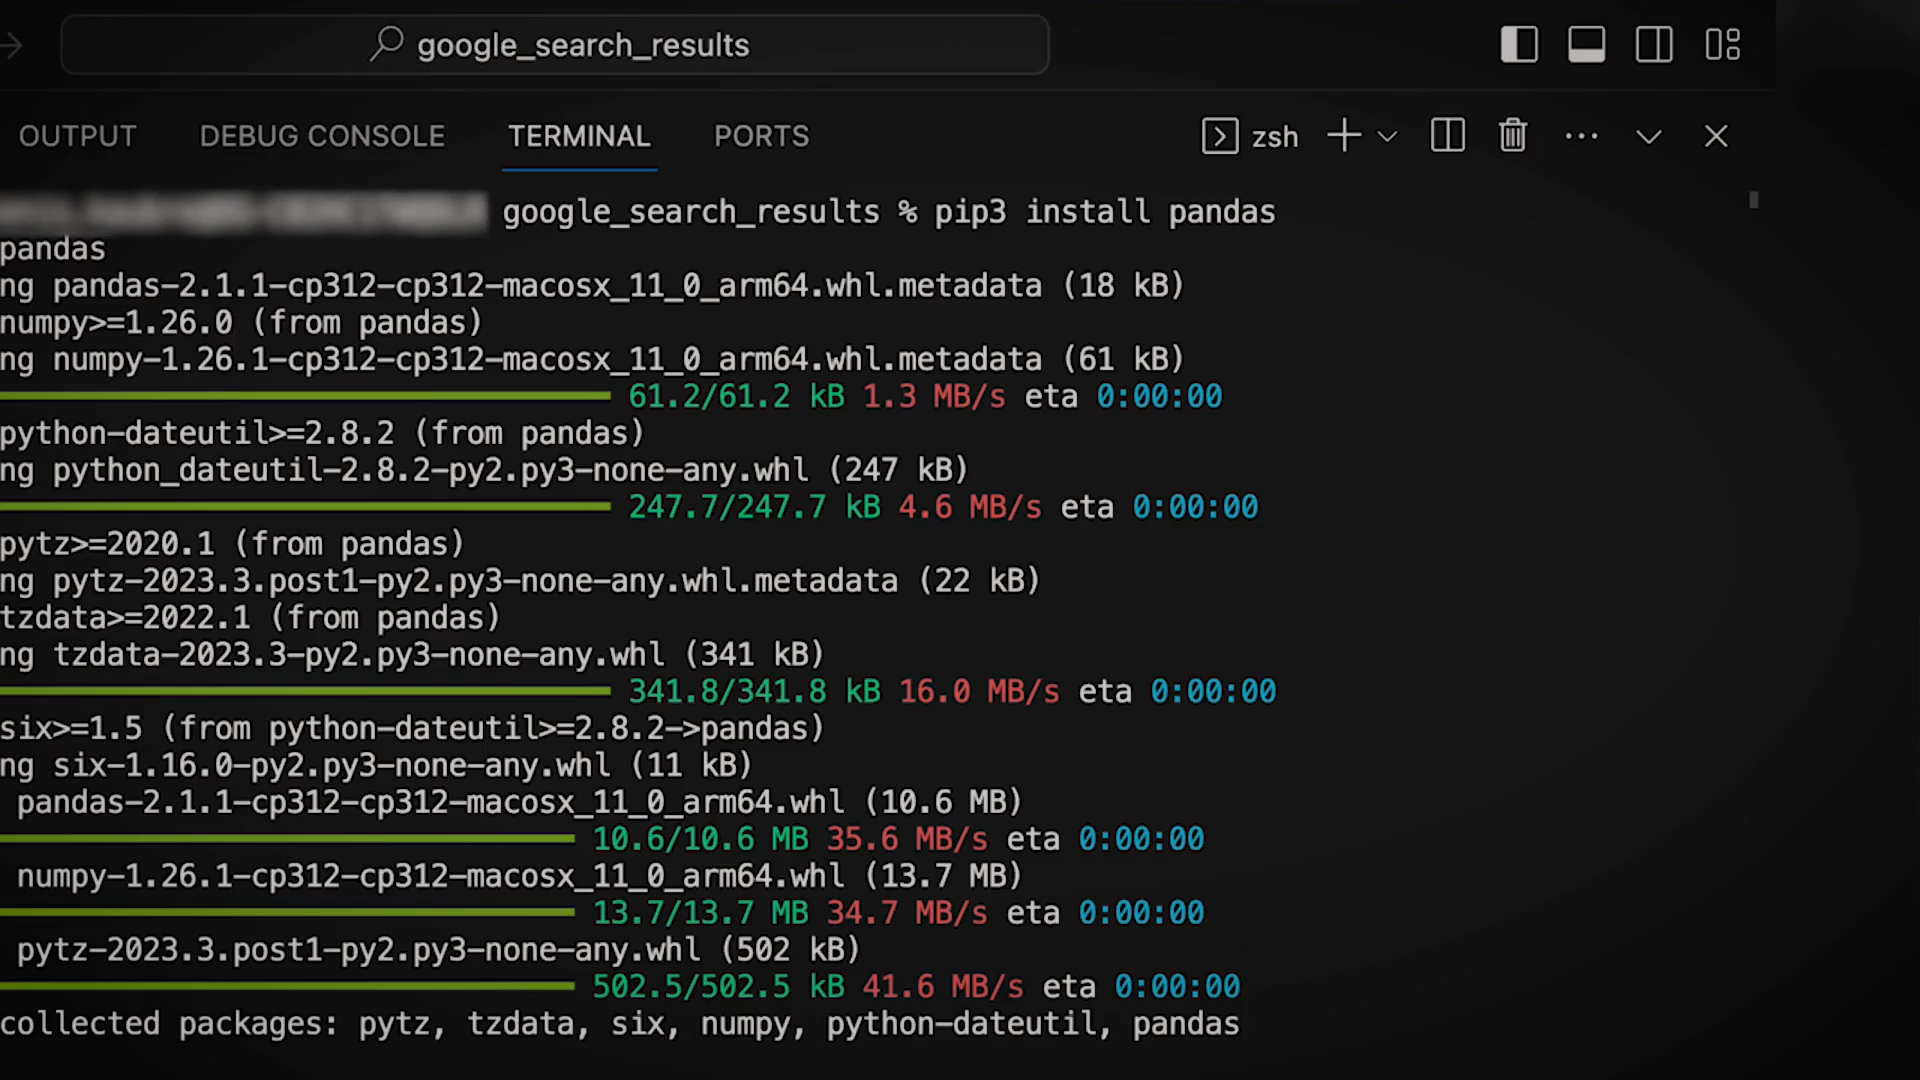 google_search_results
OUTPUT DEBUG CONSOLE TERMINAL PORTS zsh
google_search_results % pip3 install pandas
pandas
ng pandas-2.1.1-cp312-cp312-macosx_11_0_arm64.whl.metadata (18 kB)
numpy>=1.26.0 (from pandas)
ng numpy-1.26.1-cp312-cp312-macosx_11_0_arm64.whl.metadata (61 kB)
61.2/61.2 kB 1.3 MB/s eta 0:00:00
python-dateutil>=2.8.2 (from pandas)
ng python_dateutil-2.8.2-py2.py3-none-any.whl (247 kB)
247.7/247.7 kB 4.6 MB/s eta 0:00:00
pytz>=2020.1 (from pandas)
ng pytz-2023.3.post1-py2.py3-none-any.whl.metadata (22 kB)
tzdata>=2022.1 (from pandas)
ng tzdata-2023.3-py2.py3-none-any.whl (341 kB)
341.8/341.8 kB 16.0 MB/s eta 0:00:00
six>=1.5 (from python-dateutil>=2.8.2->pandas)
ng six-1.16.0-py2.py3-none-any.whl (11 kB)
pandas-2.1.1-cp312-cp312-macosx_11_0_arm64.whl (10.6 MB)
10.6/10.6 MB 35.6 MB/s eta 0:00:00
numpy-1.26.1-cp312-cp312-macosx_11_0_arm64.whl (13.7 MB)
13.7/13.7 MB 34.7 MB/s eta 0:00:00
pytz-2023.3.post1-py2.py3-none-any.whl (502 kB)
502.5/502.5 kB 41.6 MB/s eta 0:00:00
collected packages: pytz, tzdata, six, numpy, python-dateutil, pandas